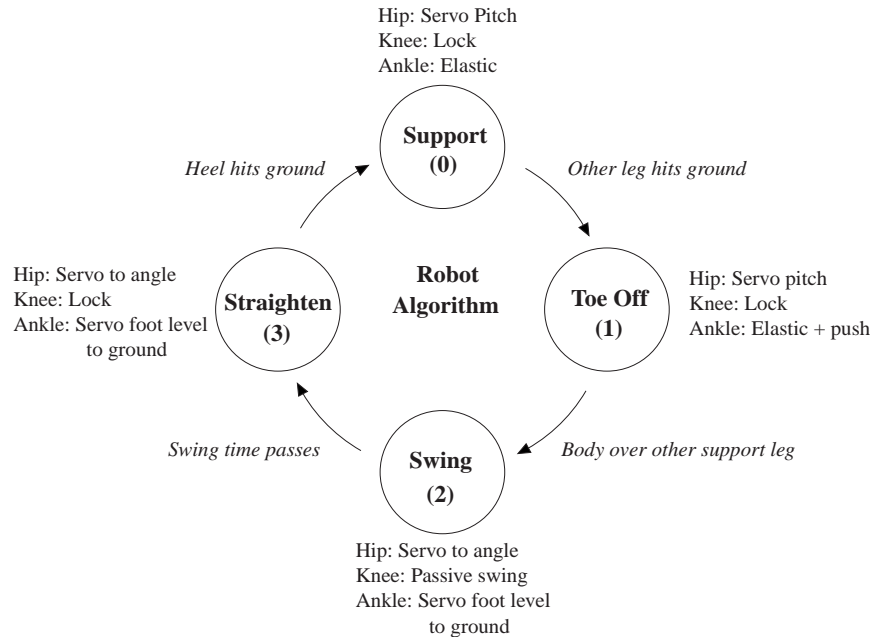 Hip: Servo Pitch
Knee: Lock
Ankle: Elastic
Support
(0)
Heel hits ground
Other leg hits ground
Hip: Servo to angle
Knee: Lock
Ankle: Servo foot level
to ground
Straighten
(3)
Robot
Algorithm
Toe Off
(1)
Hip: Servo pitch
Knee: Lock
Ankle: Elastic + push
Swing time passes
Body over other support leg
Swing
(2)
Hip: Servo to angle
Knee: Passive swing
Ankle: Servo foot level
to ground